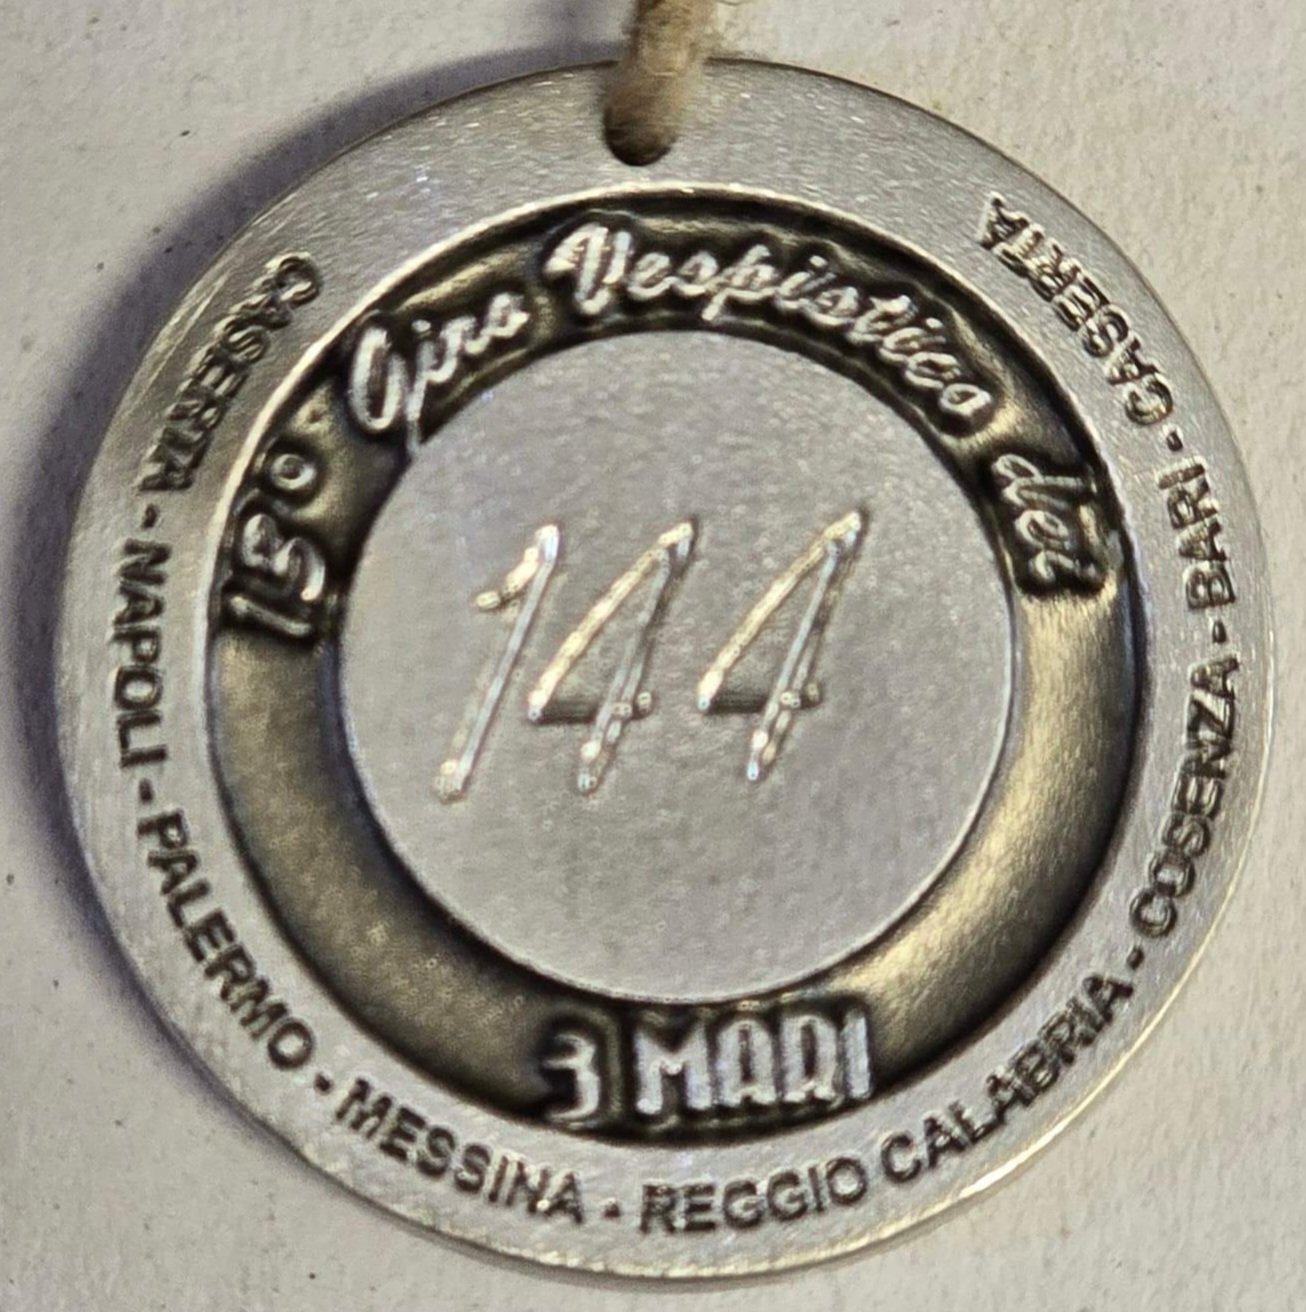 15° Giro Vespistico dei
3 MARI
144
CASERTA - NAPOLI - PALERMO - MESSINA - REGGIO CALABRIA - COSENZA - BARI - CASERTA